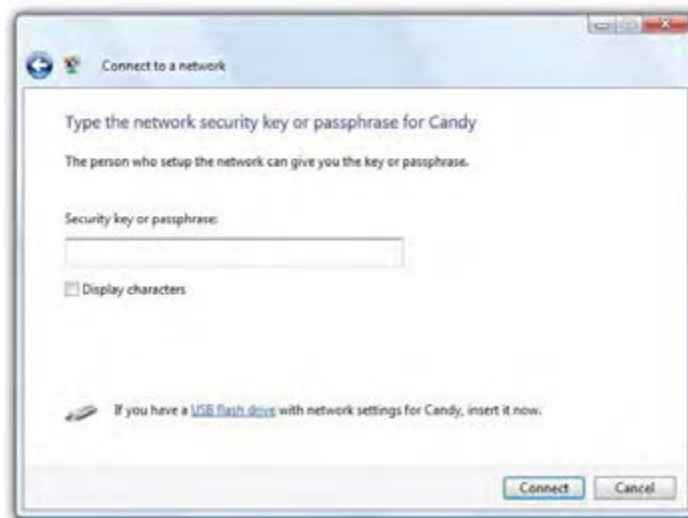 Connect to a network
Type the network security key or passphrase for Candy
The person who setup the network can give you the key or passphrase.
Security key or passphrase:
Display characters
If you have a USB flash drive with network settings for Candy, insert it now.
Connect Cancel